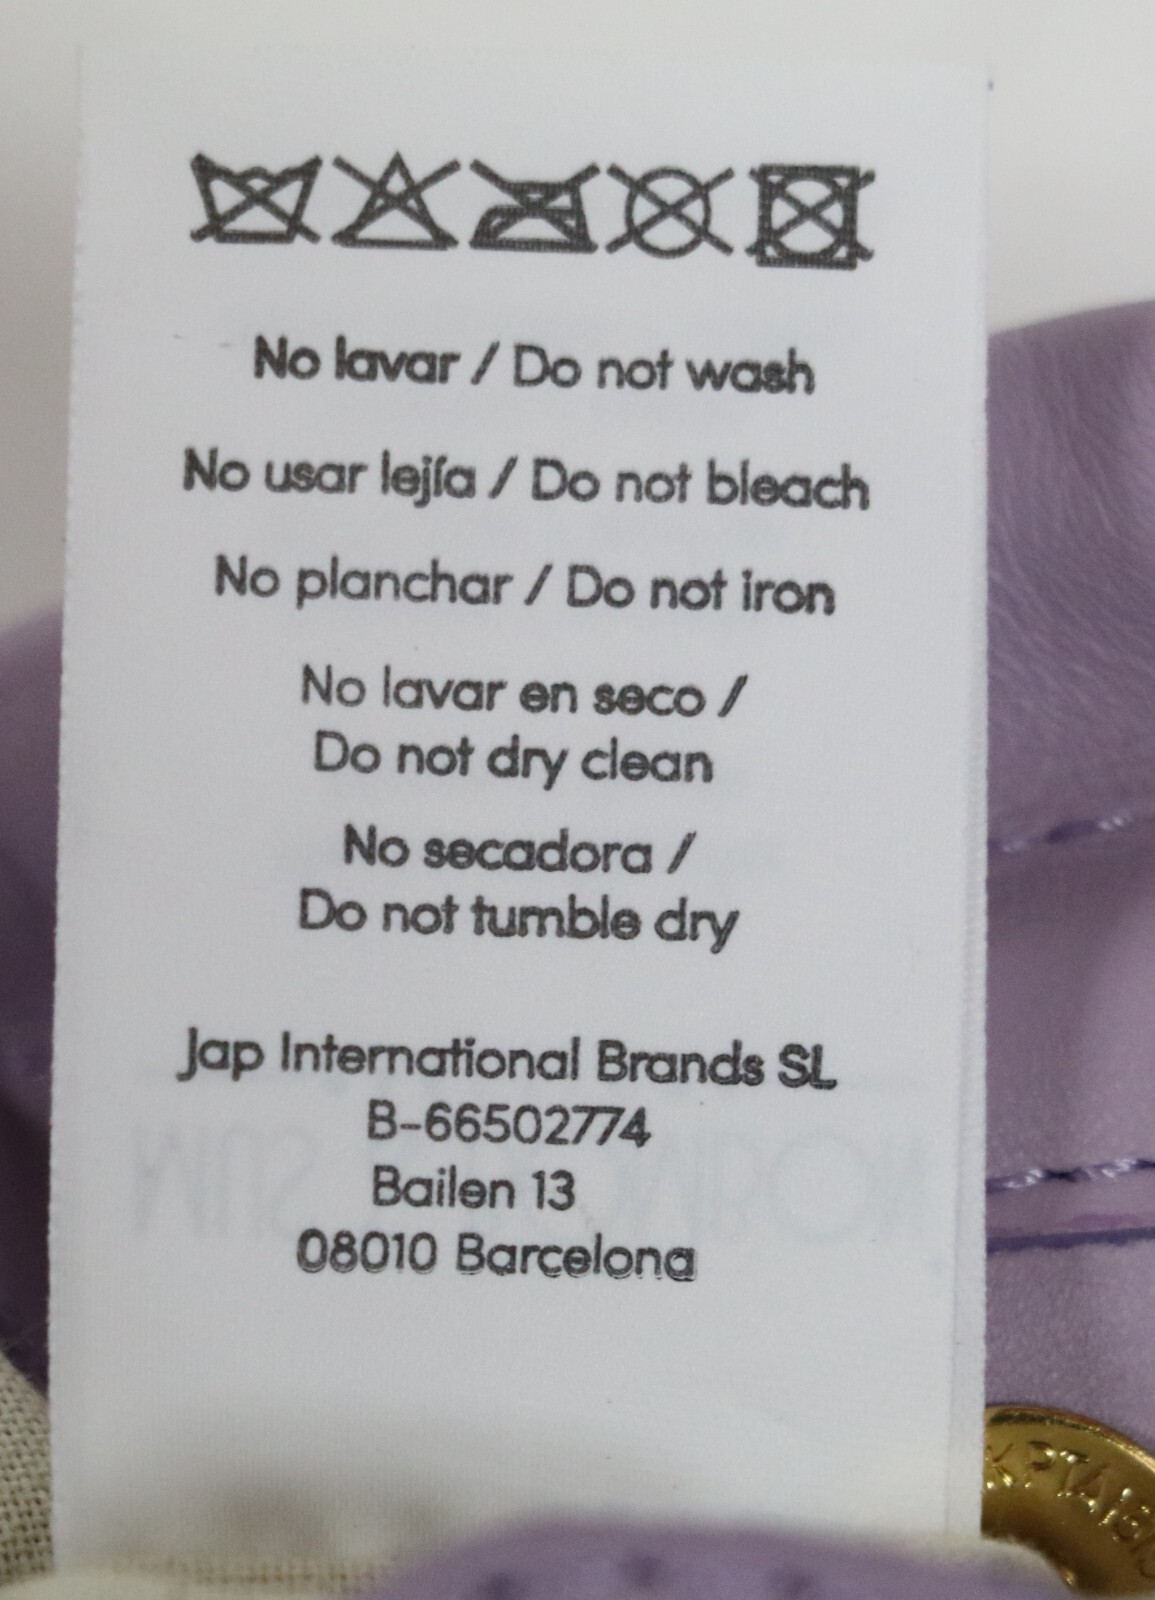 No lavar / Do not wash
No usar lejía / Do not bleach
No planchar / Do not iron
No lavar en seco /
Do not dry clean
No secadora /
Do not tumble dry
Jap International Brands SL
B-66502774
Bailen 13
08010 Barcelona